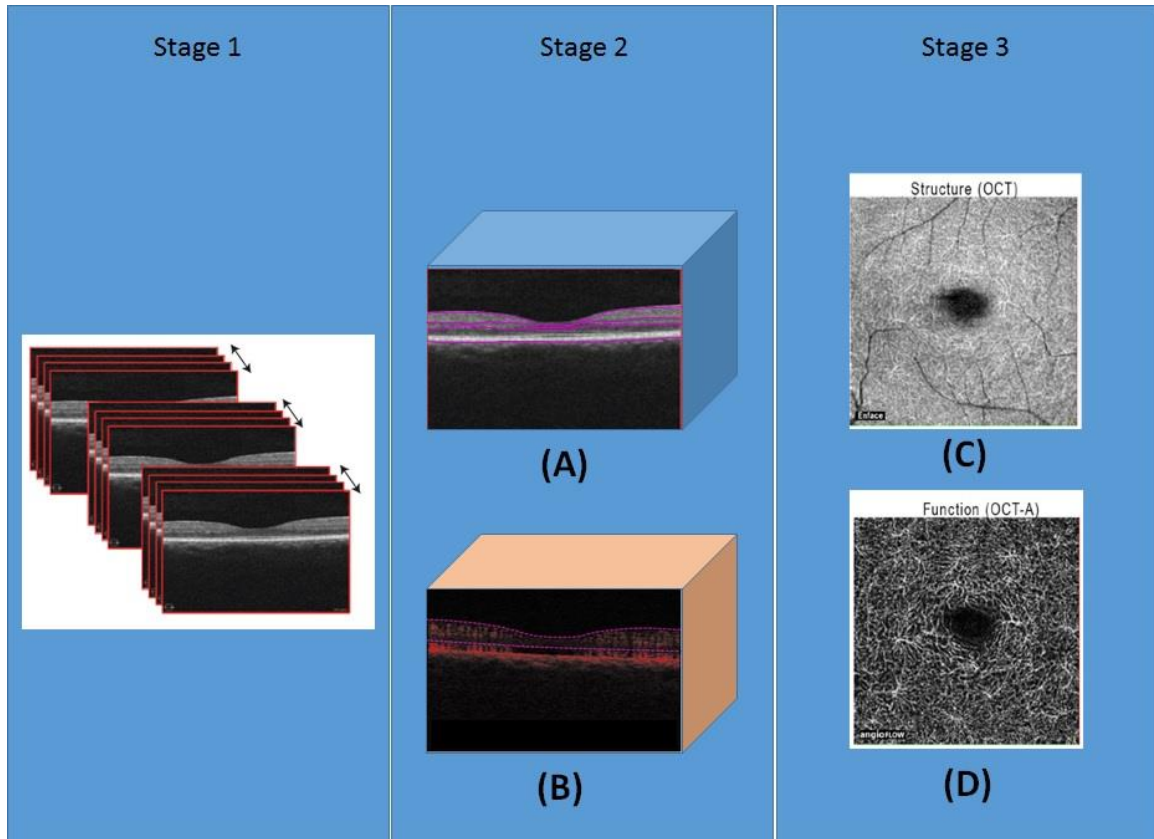 Stage 1
Stage 2
Stage 3
Structure (OCT)
Enface
(A)
(C)
Function (OCT-A)
angioFLOW
(B)
(D)